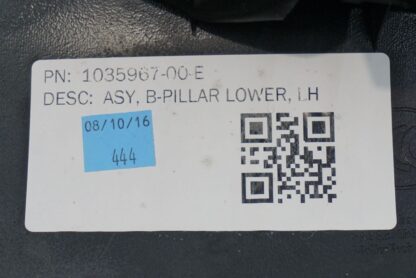 PN: 1035967-00-E
DESC: ASY, B-PILLAR LOWER, LH
08/10/16
444